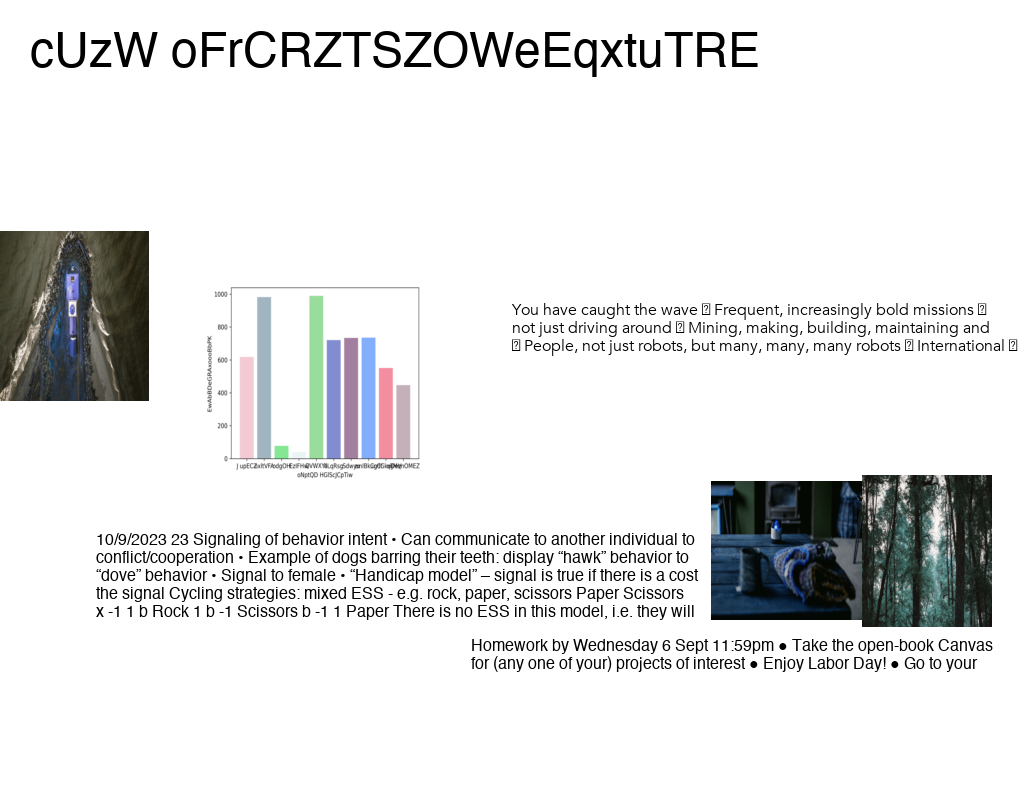 cUzW oFrCRZTSZOWeEqxtuTRE
You have caught the wave Frequent, increasingly bold missions
not just driving around Mining, making, building, maintaining and
People, not just robots, but many, many, many robots International
1000
800
600
400
200
0
10/9/2023 23 Signaling of behavior intent • Can communicate to another individual to
conflict/cooperation • Example of dogs barring their teeth: display “hawk” behavior to
“dove” behavior • Signal to female • “Handicap model” – signal is true if there is a cost
the signal Cycling strategies: mixed ESS - e.g. rock, paper, scissors Paper Scissors
x -1 1 b Rock 1 b -1 Scissors b -1 1 Paper There is no ESS in this model, i.e. they will
Homework by Wednesday 6 Sept 11:59pm ● Take the open-book Canvas
for (any one of your) projects of interest ● Enjoy Labor Day! ● Go to your